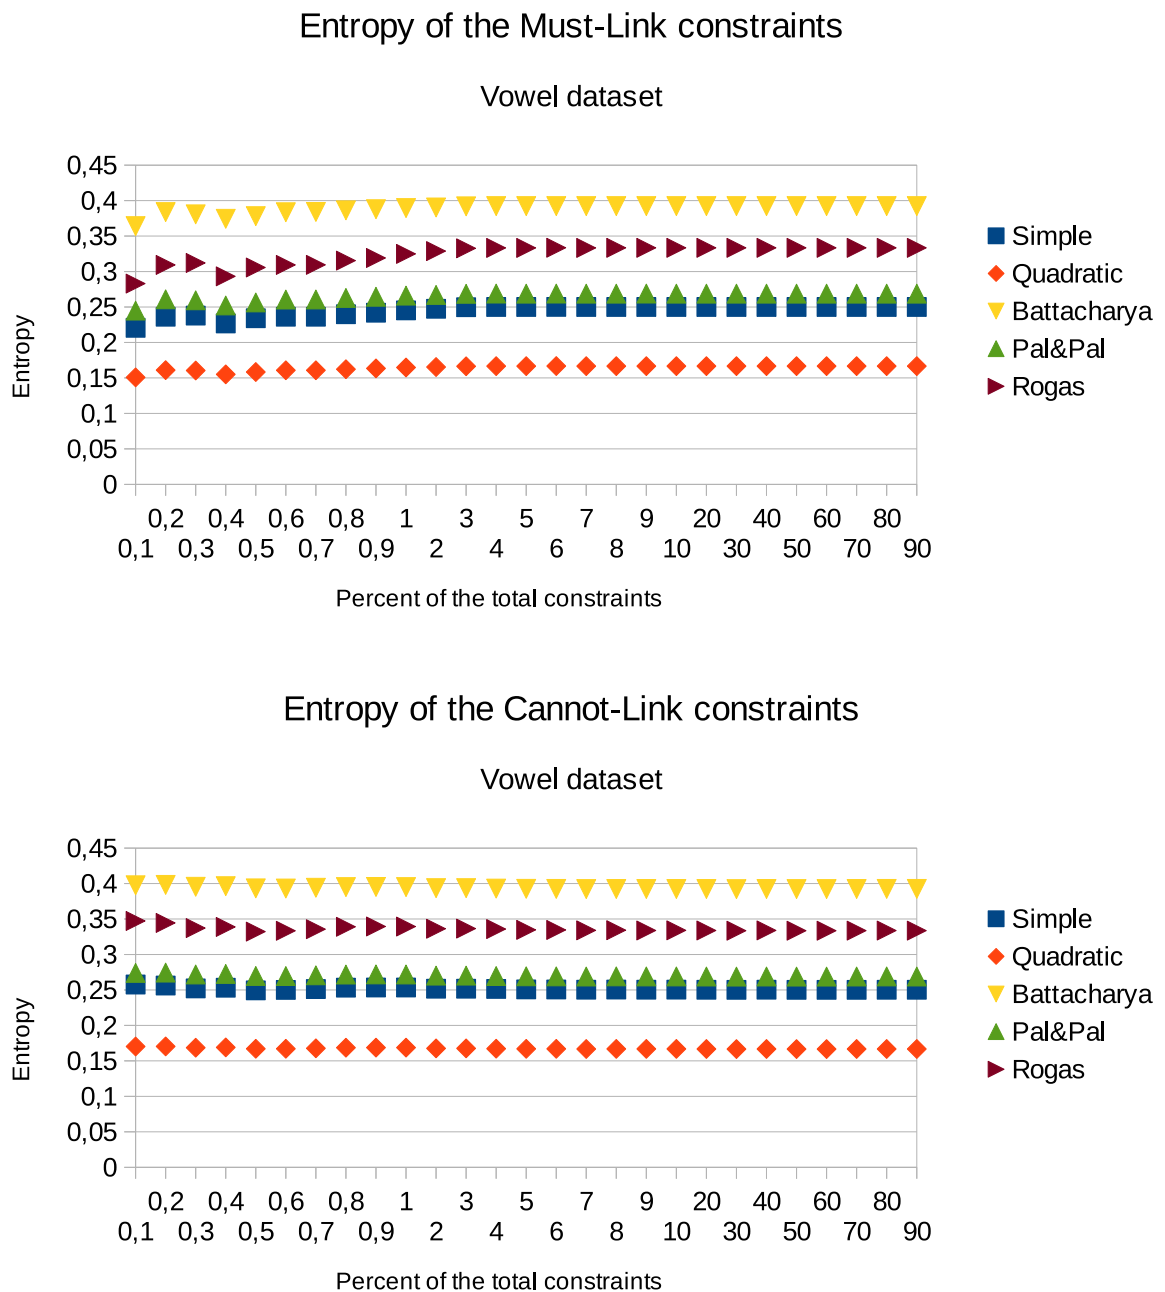 Entropy of the Must-Link constraints
Vowel dataset
0,45
0,4
0,35
0,3
0,25
0,2
0,15
0,1
0,05
0
Entropy
0,2 0,4 0,6 0,8 1 3 5 7 9 20 40 60 80
0,1 0,3 0,5 0,7 0,9 2 4 6 8 10 30 50 70 90
Percent of the total constraints
Simple
Quadratic
Battacharya
Pal&Pal
Rogas
Entropy of the Cannot-Link constraints
Vowel dataset
0,45
0,4
0,35
0,3
0,25
0,2
0,15
0,1
0,05
0
Entropy
0,2 0,4 0,6 0,8 1 3 5 7 9 20 40 60 80
0,1 0,3 0,5 0,7 0,9 2 4 6 8 10 30 50 70 90
Percent of the total constraints
Simple
Quadratic
Battacharya
Pal&Pal
Rogas